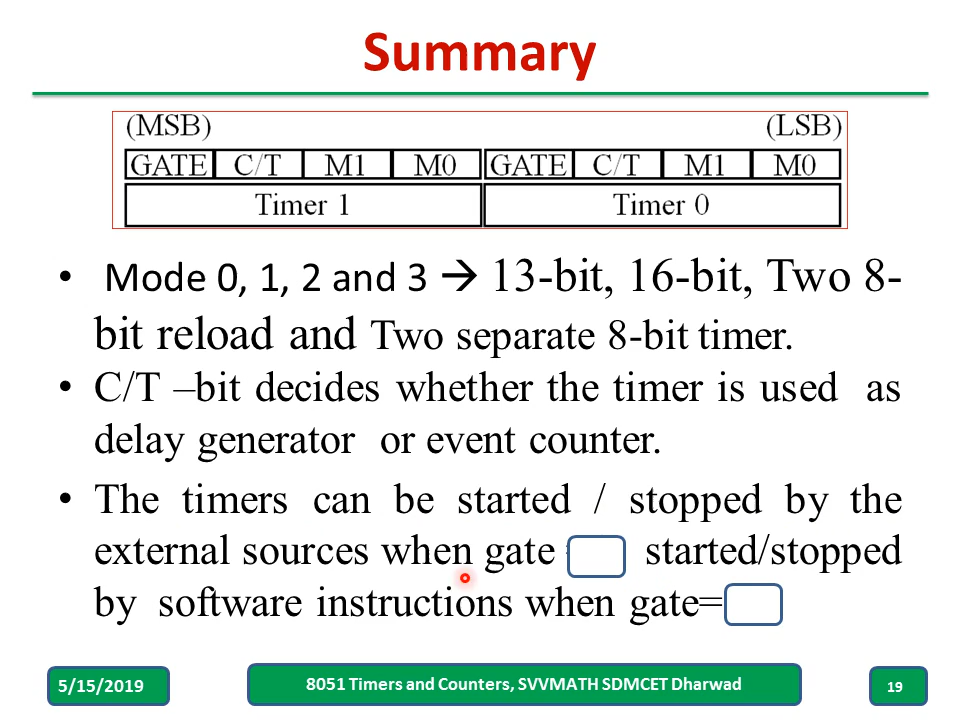 Summary
(MSB) (LSB)
GATE C/T M1 M0 GATE C/T M1 M0
Timer 1 Timer 0
• Mode 0, 1, 2 and 3 → 13-bit, 16-bit, Two 8-
bit reload and Two separate 8-bit timer.
• C/T –bit decides whether the timer is used as
delay generator or event counter.
• The timers can be started / stopped by the
external sources when gate started/stopped
by software instructions when gate=
5/15/2019 8051 Timers and Counters, SVVMATH SDMCET Dharwad 19